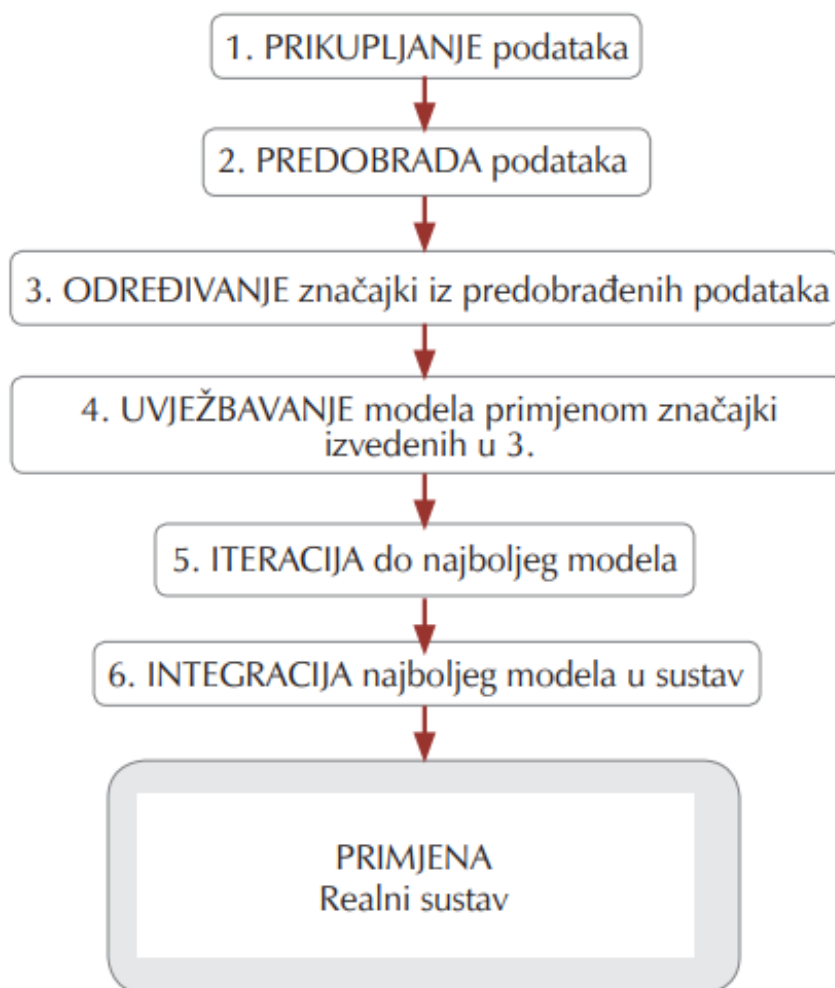 1. PRIKUPLJANJE podataka
2. PREDOBRADA podataka
3. ODREĐIVANJE značajki iz predobrađenih podataka
4. UVJEŽBAVANJE modela primjenom značajki
izvedenih u 3.
5. ITERACIJA do najboljeg modela
6. INTEGRACIJA najboljeg modela u sustav
PRIMJENA
Realni sustav